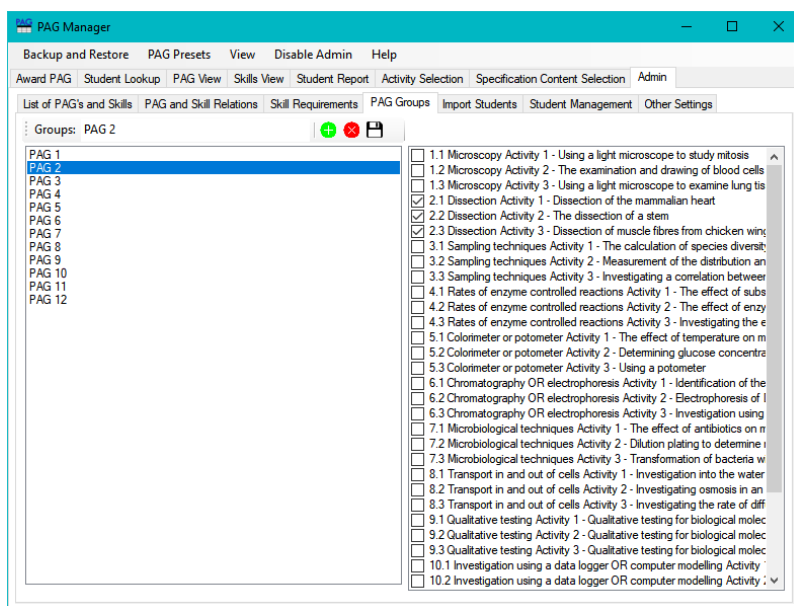 PAG
PAG Manager
Backup and Restore PAG Presets View Disable Admin Help
Award PAG Student Lookup PAG View Skills View Student Report Activity Selection Specification Content Selection Admin
List of PAG's and Skills PAG and Skill Relations Skill Requirements PAG Groups Import Students Student Management Other Settings
Groups: PAG 2
PAG 1
PAG 2
PAG 3
PAG 4
PAG 5
PAG 6
PAG 7
PAG 8
PAG 9
PAG 10
PAG 11
PAG 12
1.1 Microscopy Activity 1 - Using a light microscope to study mitosis
1.2 Microscopy Activity 2 - The examination and drawing of blood cells
1.3 Microscopy Activity 3 - Using a light microscope to examine lung tis
2.1 Dissection Activity 1 - Dissection of the mammalian heart
2.2 Dissection Activity 2 - The dissection of a stem
2.3 Dissection Activity 3 - Dissection of muscle fibres from chicken wing
3.1 Sampling techniques Activity 1 - The calculation of species diversity
3.2 Sampling techniques Activity 2 - Measurement of the distribution an
3.3 Sampling techniques Activity 3 - Investigating a correlation between
4.1 Rates of enzyme controlled reactions Activity 1 - The effect of subs
4.2 Rates of enzyme controlled reactions Activity 2 - The effect of enzy
4.3 Rates of enzyme controlled reactions Activity 3 - Investigating the e
5.1 Colorimeter or potometer Activity 1 - The effect of temperature on m
5.2 Colorimeter or potometer Activity 2 - Determining glucose concentra
5.3 Colorimeter or potometer Activity 3 - Using a potometer
6.1 Chromatography OR electrophoresis Activity 1 - Identification of the
6.2 Chromatography OR electrophoresis Activity 2 - Electrophoresis of
6.3 Chromatography OR electrophoresis Activity 3 - Investigation using
7.1 Microbiological techniques Activity 1 - The effect of antibiotics on m
7.2 Microbiological techniques Activity 2 - Dilution plating to determine
7.3 Microbiological techniques Activity 3 - Transformation of bacteria w
8.1 Transport in and out of cells Activity 1 - Investigation into the water
8.2 Transport in and out of cells Activity 2 - Investigating osmosis in an
8.3 Transport in and out of cells Activity 3 - Investigating the rate of diff
9.1 Qualitative testing Activity 1 - Qualitative testing for biological molec
9.2 Qualitative testing Activity 2 - Qualitative testing for biological molec
9.3 Qualitative testing Activity 3 - Qualitative testing for biological molec
10.1 Investigation using a data logger OR computer modelling Activity
10.2 Investigation using a data logger OR computer modelling Activity 2